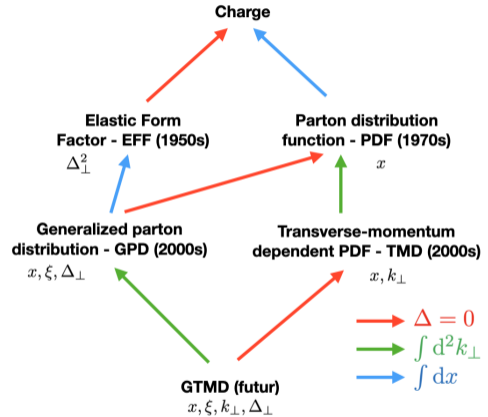 Charge
Elastic Form
Factor - EFF (1950s)
Δ²⊥
Parton distribution
function - PDF (1970s)
x
Generalized parton
distribution - GPD (2000s)
x, ξ, Δ⊥
Transverse-momentum
dependent PDF - TMD (2000s)
x, k⊥
Δ = 0
∫ d²k⊥
∫ dx
GTMD (futur)
x, ξ, k⊥, Δ⊥